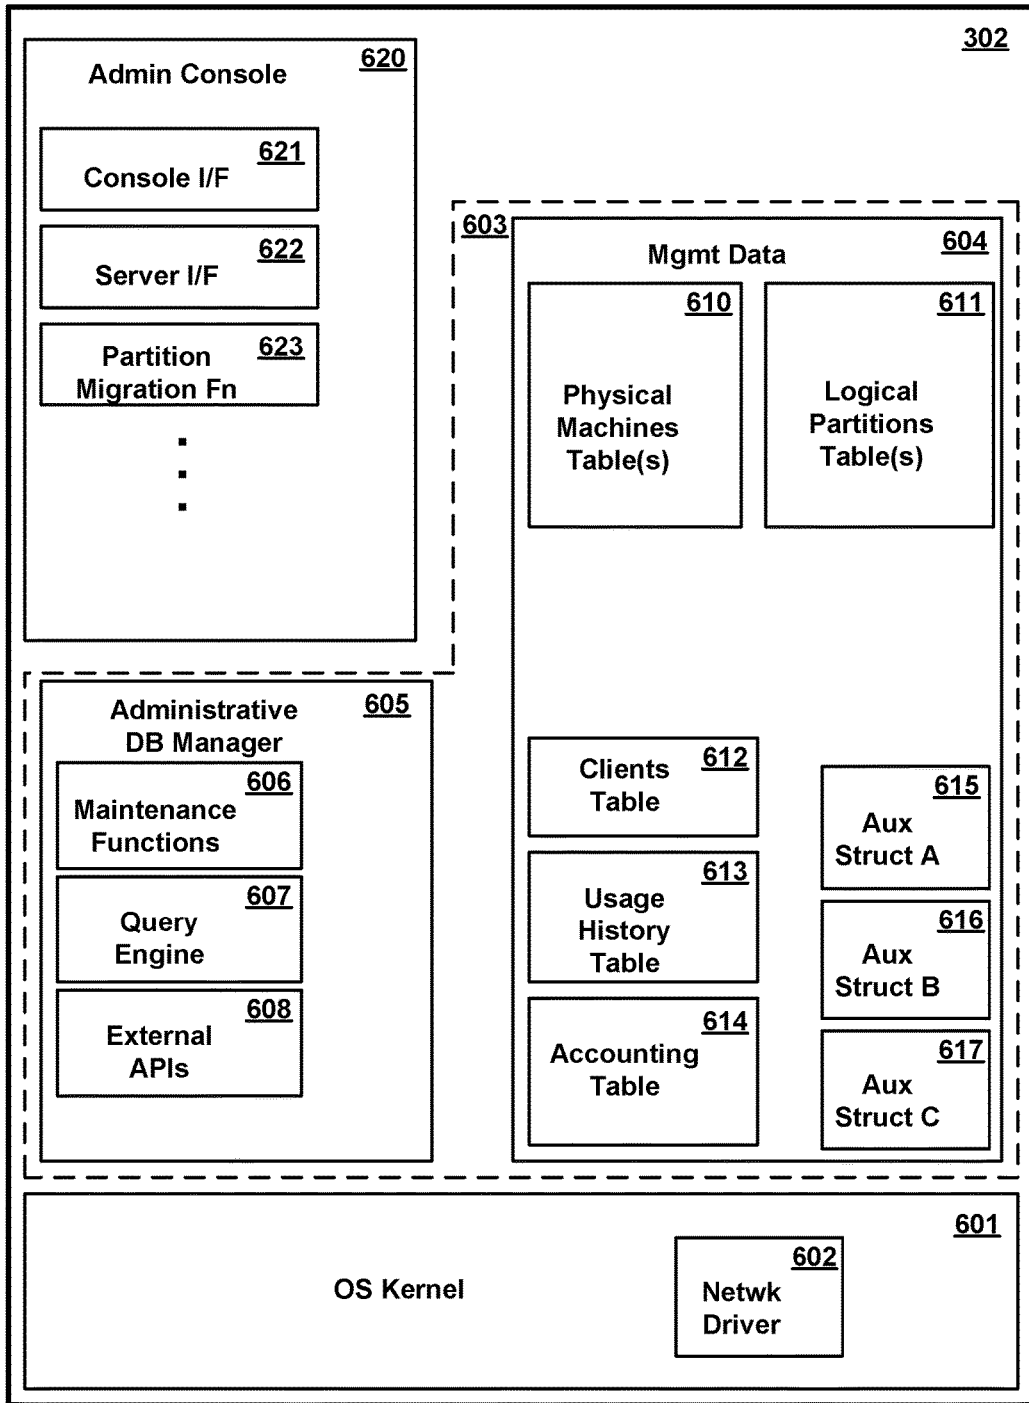 302
620
Admin Console
621
Console I/F
622
Server I/F
623
Partition
Migration Fn
603
604
Mgmt Data
610
Physical
Machines
Table(s)
611
Logical
Partitions
Table(s)
605
Administrative
DB Manager
606
Maintenance
Functions
607
Query
Engine
608
External
APIs
612
Clients
Table
613
Usage
History
Table
614
Accounting
Table
615
Aux
Struct A
616
Aux
Struct B
617
Aux
Struct C
601
OS Kernel
602
Netwk
Driver